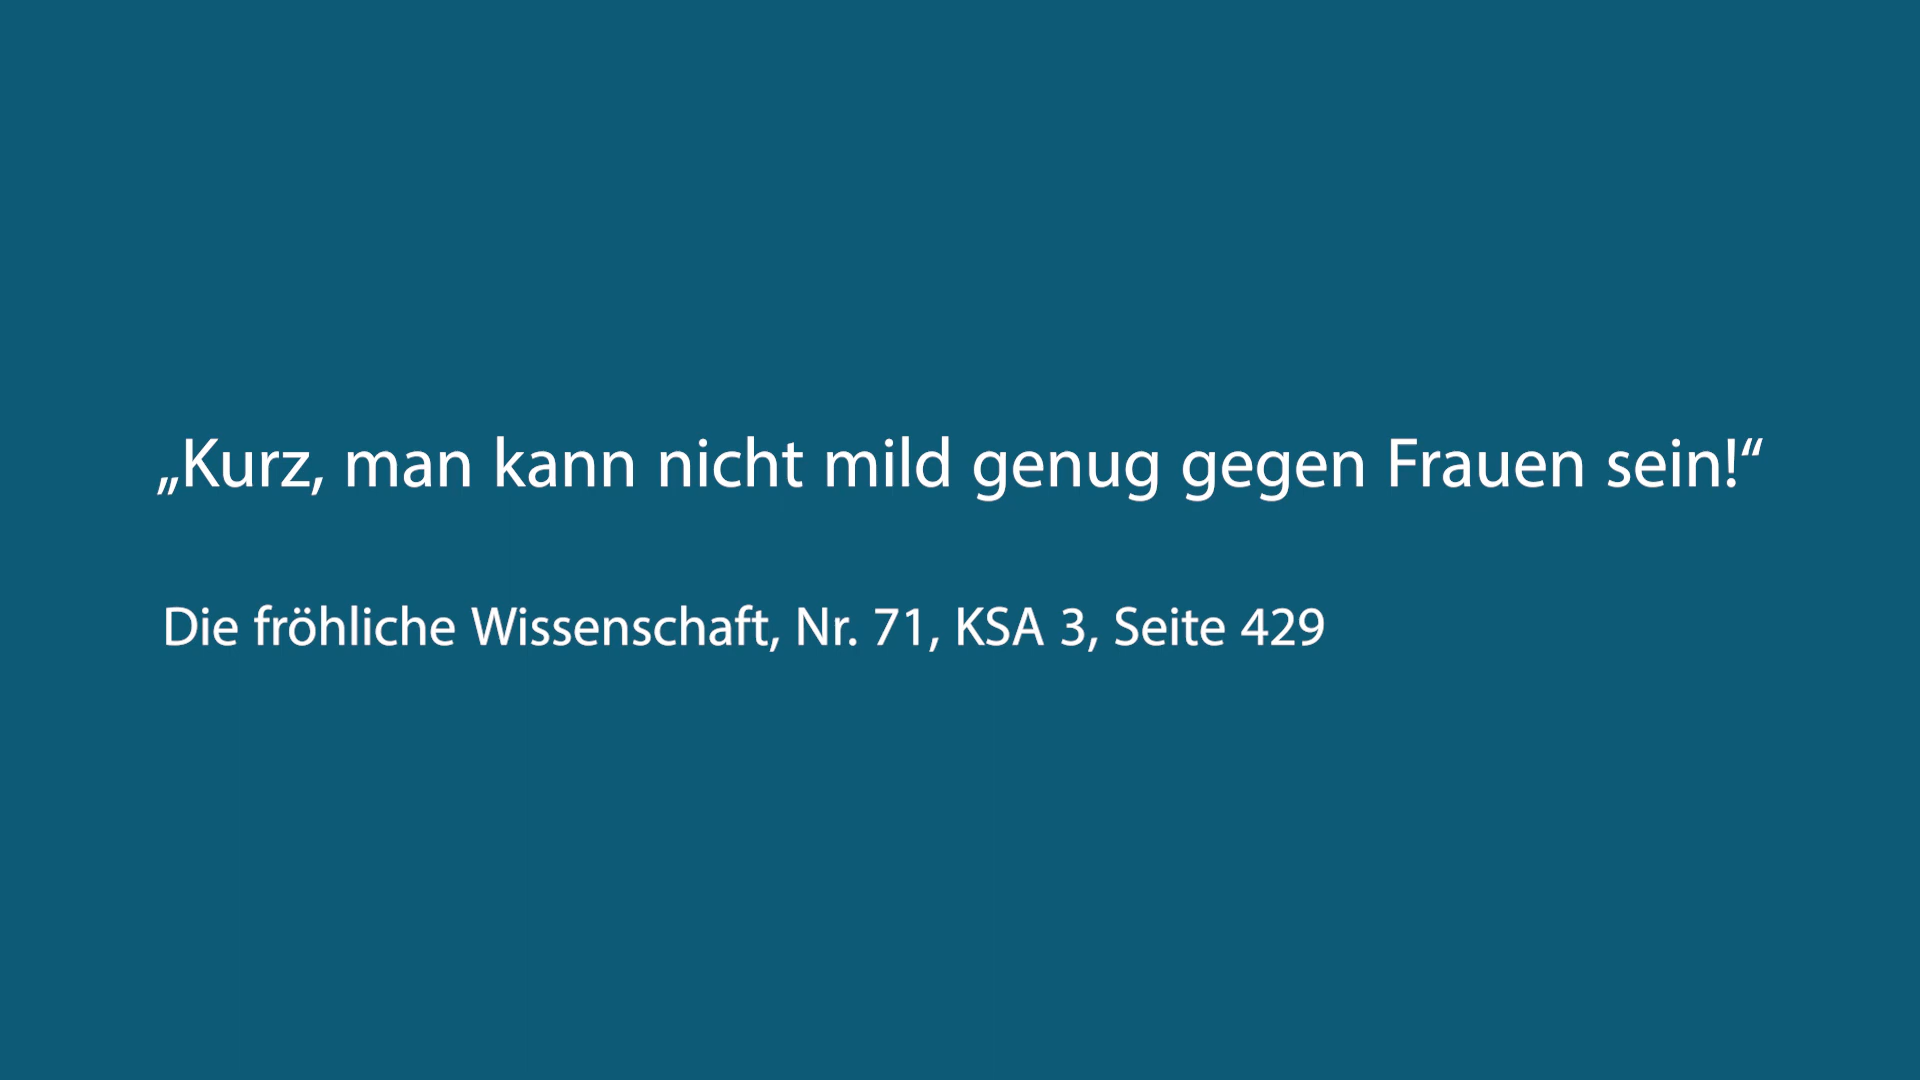 „Kurz, man kann nicht mild genug gegen Frauen sein!“
Die fröhliche Wissenschaft, Nr. 71, KSA 3, Seite 429